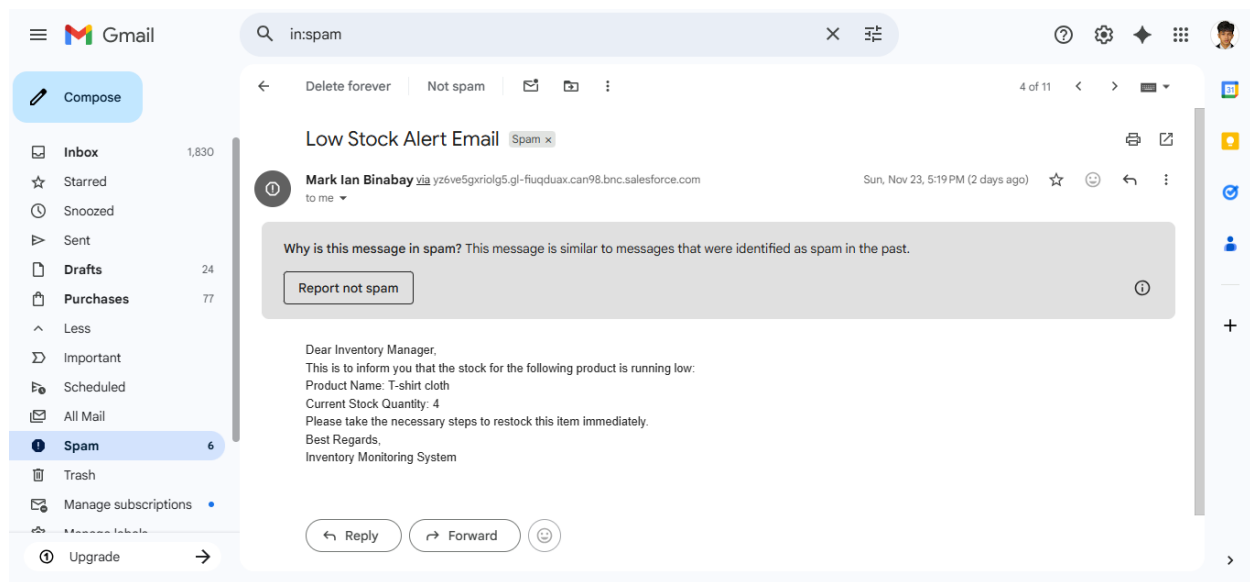 Gmail
in:spam
Compose
Delete forever
Not spam
4 of 11
Inbox 1,830
Starred
Snoozed
Sent
Drafts 24
Purchases 77
Less
Important
Scheduled
All Mail
Spam 6
Trash
Manage subscriptions
Manage labels
Upgrade
Low Stock Alert Email Spam x
Mark Ian Binabay via yz6ve5gxriolg5.gl-fiuqduax.can98.bnc.salesforce.com Sun, Nov 23, 5:19 PM (2 days ago)
to me
Why is this message in spam? This message is similar to messages that were identified as spam in the past.
Report not spam
Dear Inventory Manager,
This is to inform you that the stock for the following product is running low:
Product Name: T-shirt cloth
Current Stock Quantity: 4
Please take the necessary steps to restock this item immediately.
Best Regards,
Inventory Monitoring System
Reply
Forward
31